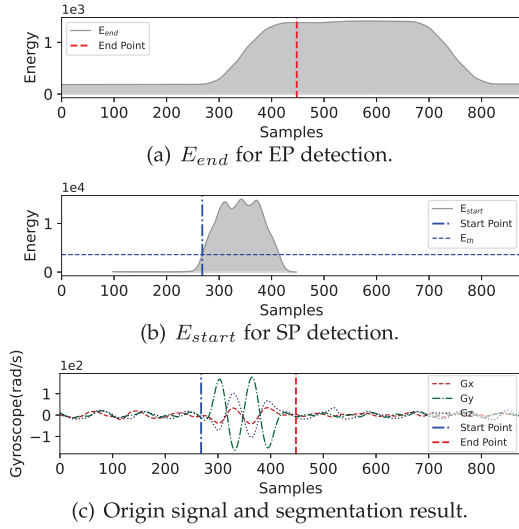 1e3
E_end
End Point
Energy
1
0
0 100 200 300 400 500 600 700 800
Samples
(a) E_end for EP detection.
1e4
E_start
Start Point
E_th
Energy
1
0
0 100 200 300 400 500 600 700 800
Samples
(b) E_start for SP detection.
1e2
Gx
Gy
Gz
Start Point
End Point
Gyroscope(rad/s)
1
0
−1
0 100 200 300 400 500 600 700 800
Samples
(c) Origin signal and segmentation result.